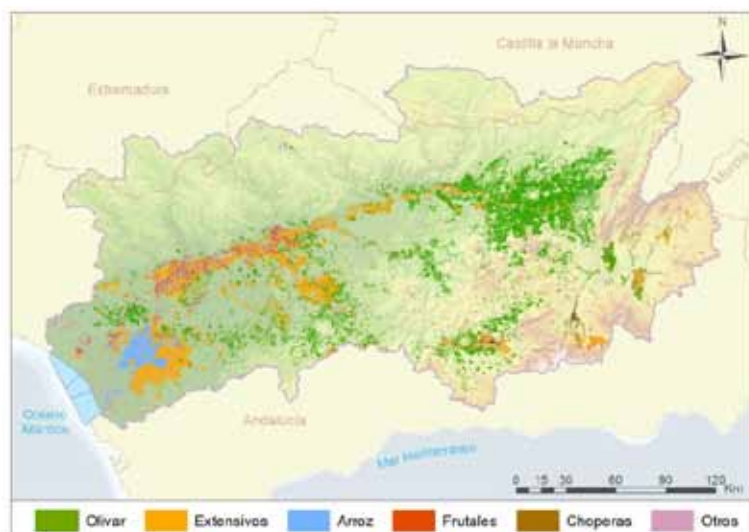 N
Castilla la Mancha
Extremadura
Murcia
Océano
Atlántico
Andalucía
Mar Mediterráneo
0 15 30 60 90 120
Km
Olivar Extensivos Arroz Frutales Choperas Otros